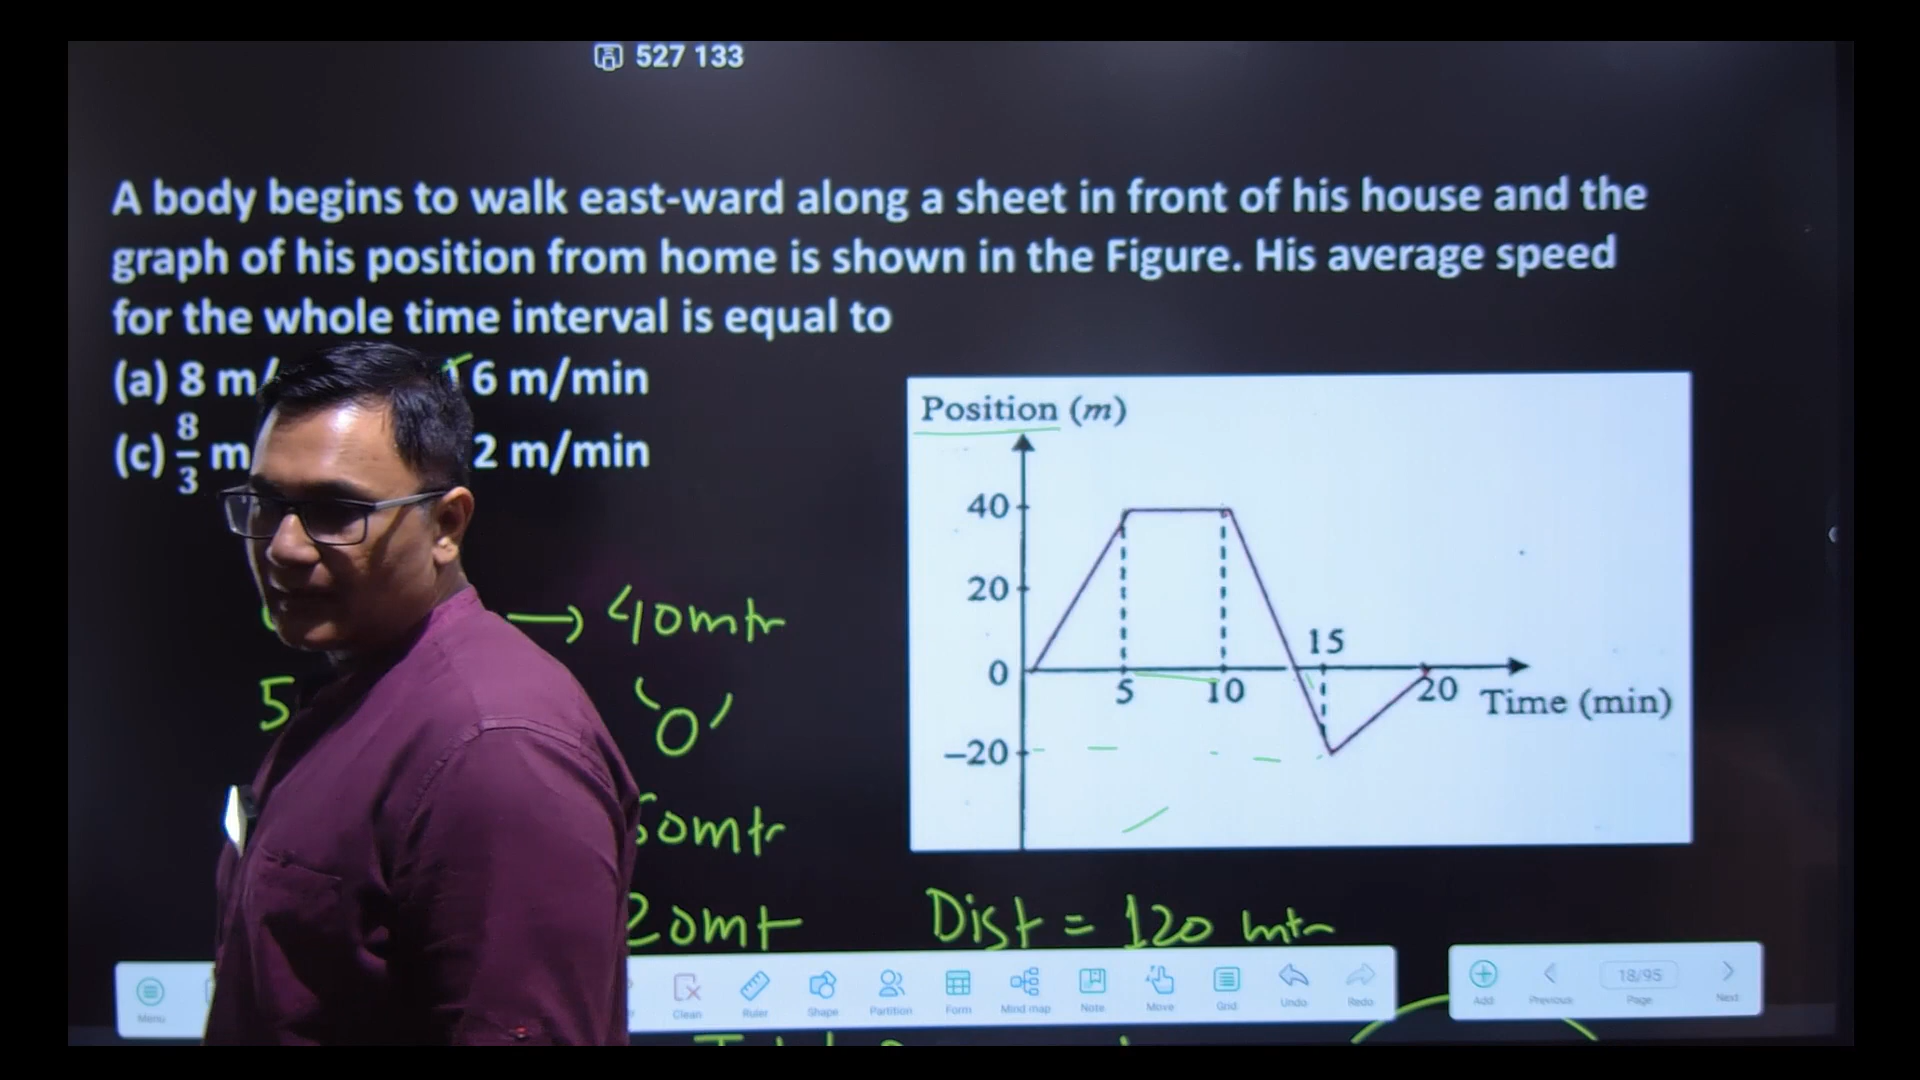 527 133
A body begins to walk east-ward along a sheet in front of his house and the
graph of his position from home is shown in the Figure. His average speed
for the whole time interval is equal to
(a) 8 m/ 6 m/min
(c) 8/3 m 2 m/min
Position (m)
40
20
0
-20
5
10
15
20
Time (min)
→ 40mtr
5 'O'
60mtr
20mt
Dist = 120 mtr
Menu
Clean
Ruler
Shape
Partition
Form
Mind map
Note
Move
Grid
Undo
Redo
Add
Previous
18/95
Page
Next